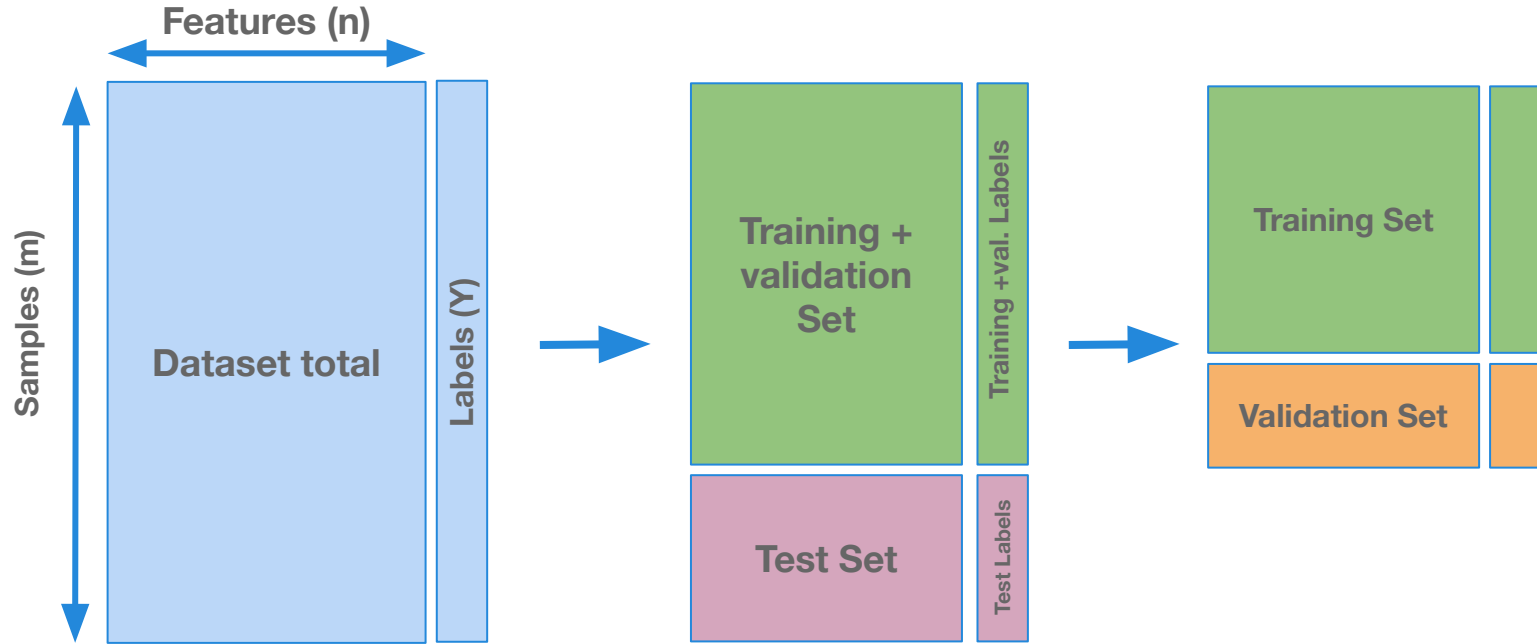 Features (n)
Samples (m)
Dataset total
Labels (Y)
Training +
validation
Set
Training +val. Labels
Test Set
Test Labels
Training Set
Validation Set